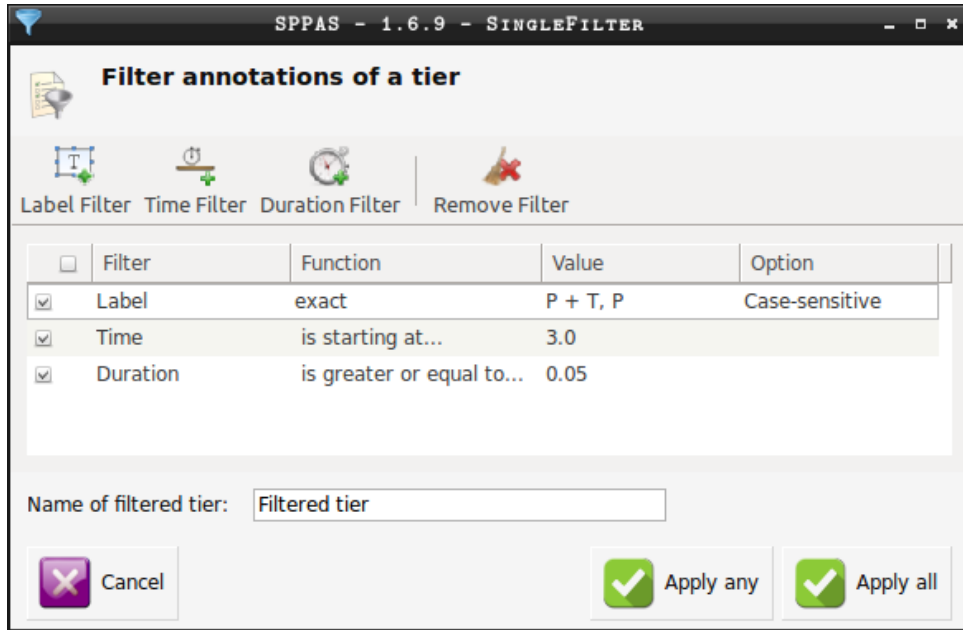 SPPAS - 1.6.9 - SINGLEFILTER
Filter annotations of a tier
Label Filter Time Filter Duration Filter Remove Filter
Filter Function Value Option
Label exact P + T, P Case-sensitive
Time is starting at... 3.0
Duration is greater or equal to... 0.05
Name of filtered tier: Filtered tier
Cancel Apply any Apply all